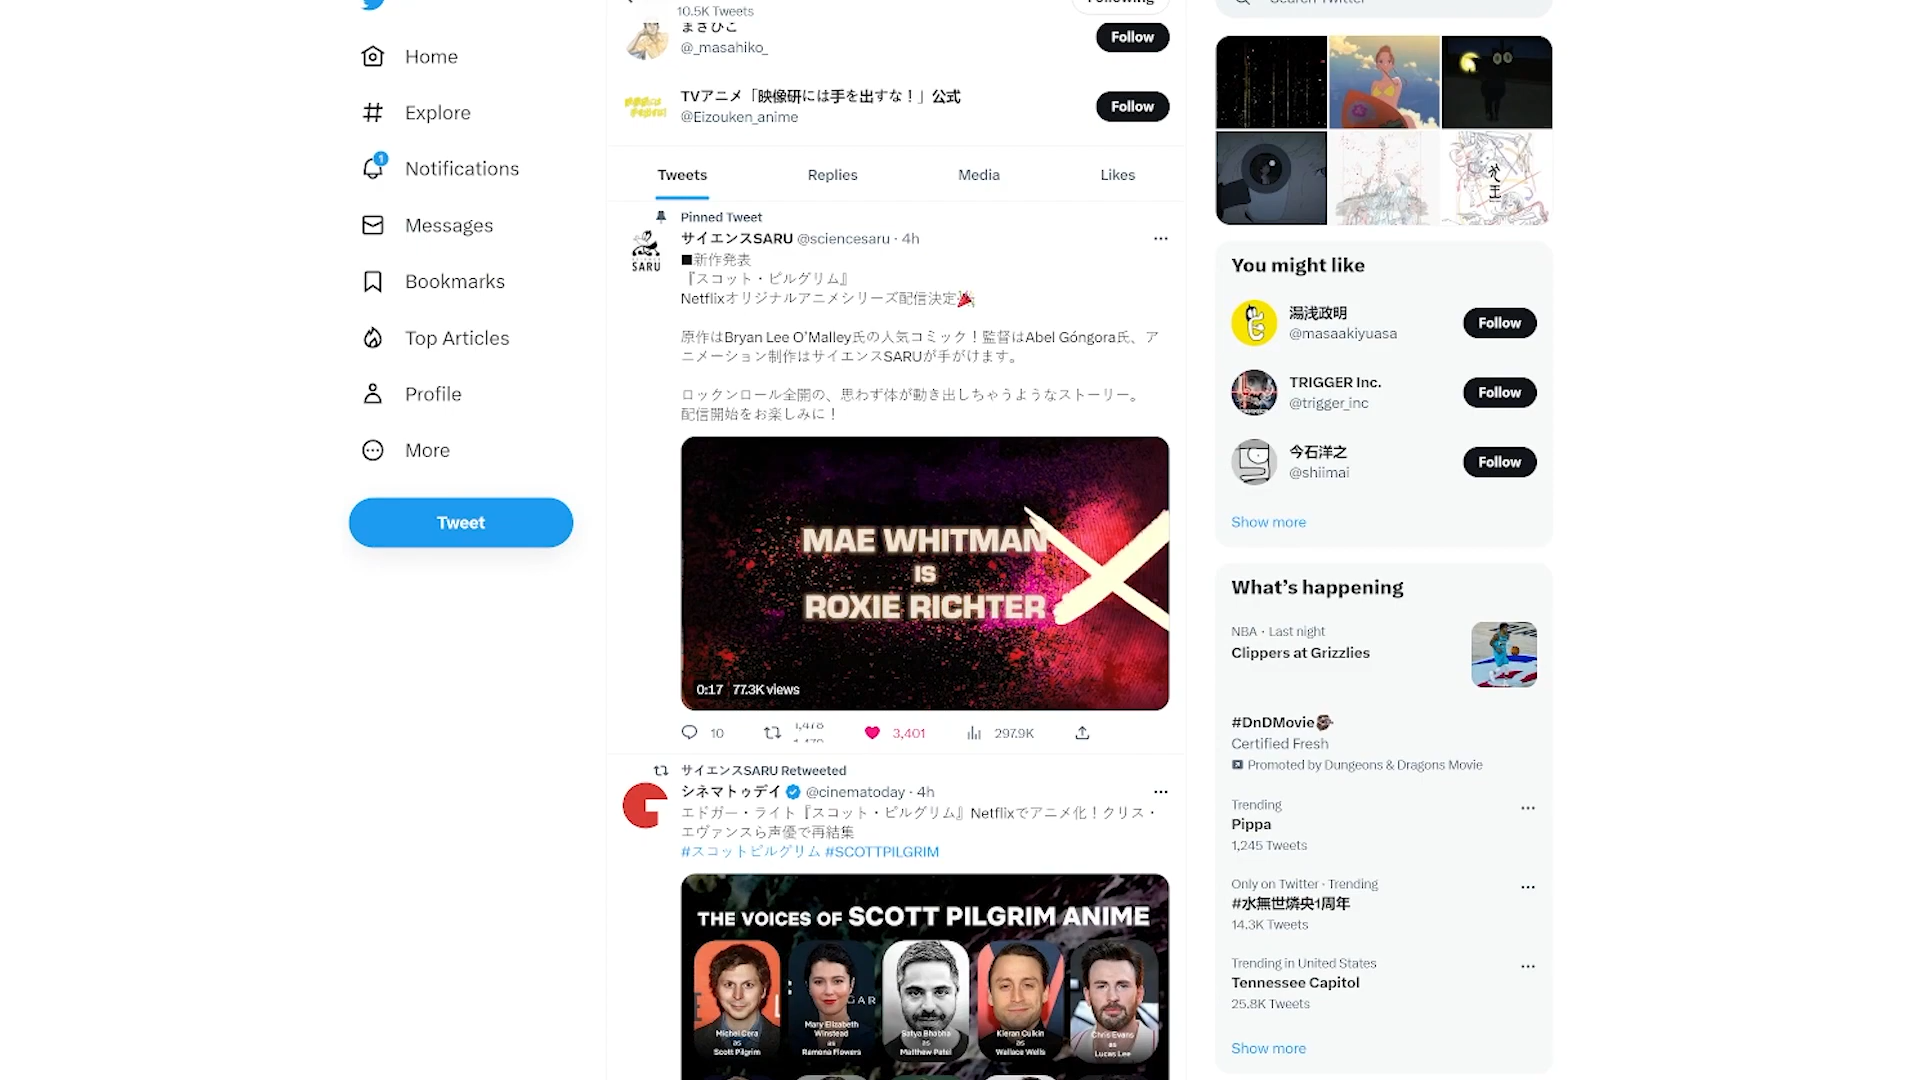 10.5K Tweets
Following
Search Twitter
Home
Explore
1
Notifications
Messages
Bookmarks
Top Articles
Profile
More
Tweet
まさひこ
@_masahiko_
Follow
TVアニメ「映像研には手を出すな！」公式
@Eizouken_anime
Follow
Tweets
Replies
Media
Likes
Pinned Tweet
サイエンスSARU @sciencesaru · 4h
SARU
■新作発表
『スコット・ピルグリム』
Netflixオリジナルアニメシリーズ配信決定
原作はBryan Lee O'Malley氏の人気コミック！監督はAbel Góngora氏、ア
ニメーション制作はサイエンスSARUが手がけます。
ロックンロール全開の、思わず体が動き出しちゃうようなストーリー。
配信開始をお楽しみに！
MAE WHITMAN
IS
ROXIE RICHTER
0:17 77.3K views
10
1,478
3,401
297.9K
サイエンスSARU Retweeted
シネマトゥデイ @cinematoday · 4h
エドガー・ライト『スコット・ピルグリム』Netflixでアニメ化！クリス・
エヴァンスら声優で再結集
#スコットピルグリム #SCOTTPILGRIM
THE VOICES OF SCOTT PILGRIM ANIME
Michel Cera
as
Scott Pilgrim
Mary Elizabeth
Winstead
as
Ramona Flowers
Satya Bhabha
as
Matthew Patel
Kieran Culkin
as
Wallace Wells
Chris Evans
as
Lucas Lee
犬王
You might like
湯浅政明
@masaakiyuasa
Follow
TRIGGER Inc.
@trigger_inc
Follow
今石洋之
@shiimai
Follow
Show more
What's happening
NBA · Last night
Clippers at Grizzlies
#DnDMovie
Certified Fresh
Promoted by Dungeons & Dragons Movie
Trending
Pippa
1,245 Tweets
Only on Twitter · Trending
#水無世燐央1周年
14.3K Tweets
Trending in United States
Tennessee Capitol
25.8K Tweets
Show more